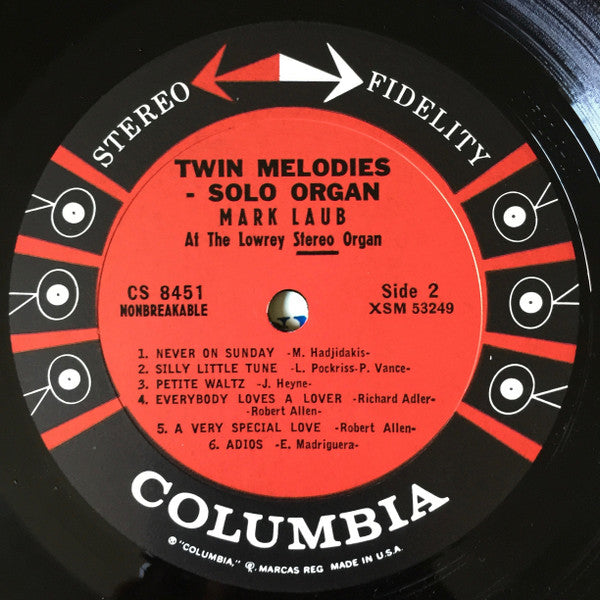 STEREO FIDELITY
TWIN MELODIES
- SOLO ORGAN
MARK LAUB
At The Lowrey Stereo Organ
CS 8451
NONBREAKABLE
Side 2
XSM 53249
1. NEVER ON SUNDAY -M. Hadjidakis-
2. SILLY LITTLE TUNE -L. Pockriss-P. Vance-
3. PETITE WALTZ -J. Heyne-
4. EVERYBODY LOVES A LOVER -Richard Adler-
-Robert Allen-
5. A VERY SPECIAL LOVE -Robert Allen-
6. ADIOS -E. Madriguera-
COLUMBIA
® "COLUMBIA," ®, MARCAS REG MADE IN U.S.A.